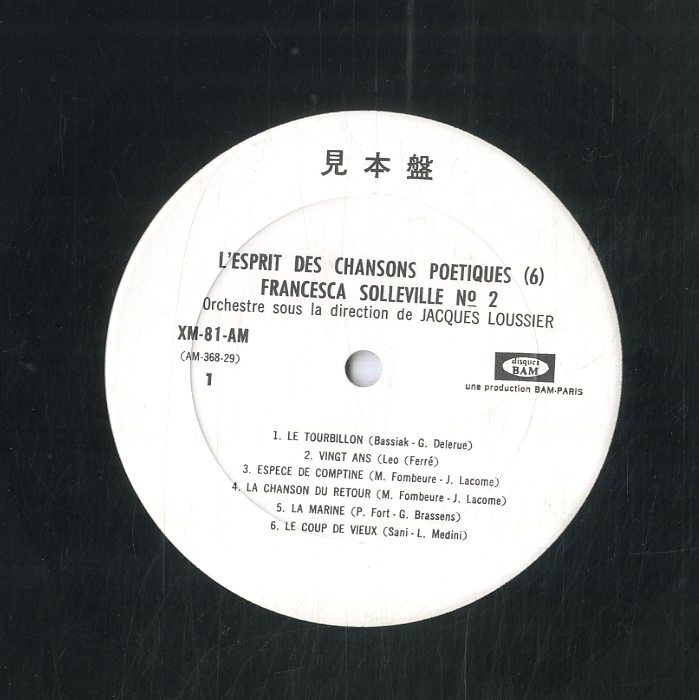 見本盤
L'ESPRIT DES CHANSONS POETIQUES (6)
FRANCESCA SOLLEVILLE Nº 2
Orchestre sous la direction de JACQUES LOUSSIER
XM-81-AM
(AM-368-29)
1
disques
BAM
une production BAM-PARIS
1. LE TOURBILLON (Bassiak - G. Delerue)
2. VINGT ANS (Leo (Ferré)
3. ESPECE DE COMPTINE (M. Fombeure - J. Lacome)
4. LA CHANSON DU RETOUR (M. Fombeure - J. Lacome)
5. LA MARINE (P. Fort - G. Brassens)
6. LE COUP DE VIEUX (Sani - L. Medini)